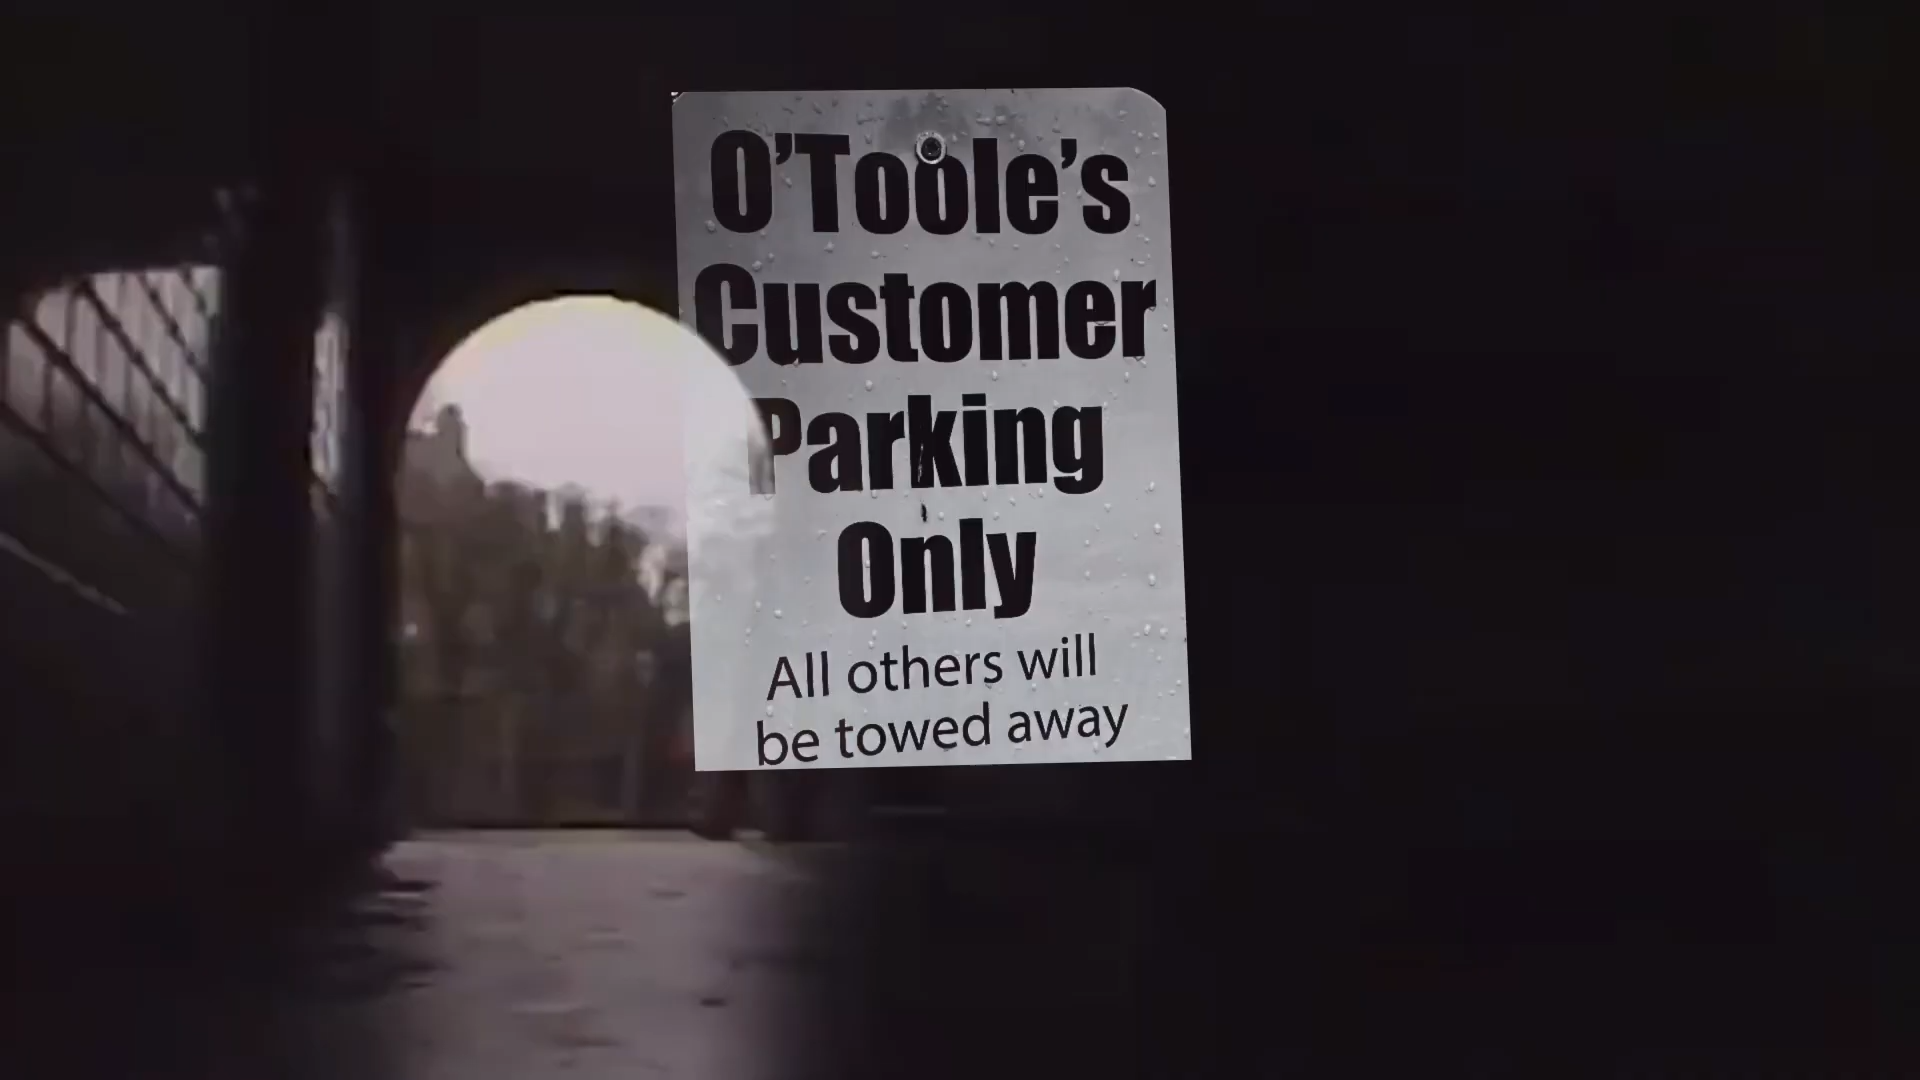 O'Toole's
Customer
Parking
Only
All others will
be towed away